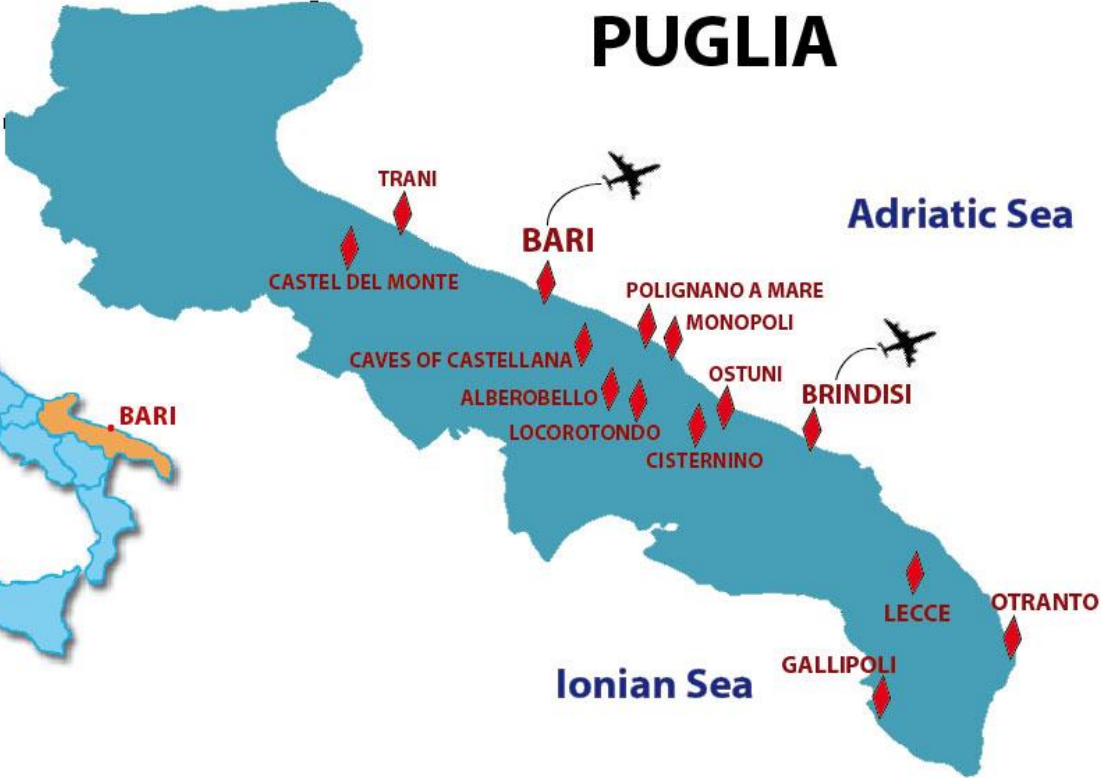 PUGLIA
TRANI
Adriatic Sea
BARI
CASTEL DEL MONTE
POLIGNANO A MARE
MONOPOLI
CAVES OF CASTELLANA
OSTUNI
ALBEROBELLO
BRINDISI
BARI
LOCOROTONDO
CISTERNINO
LECCE
OTRANTO
GALLIPOLI
Ionian Sea